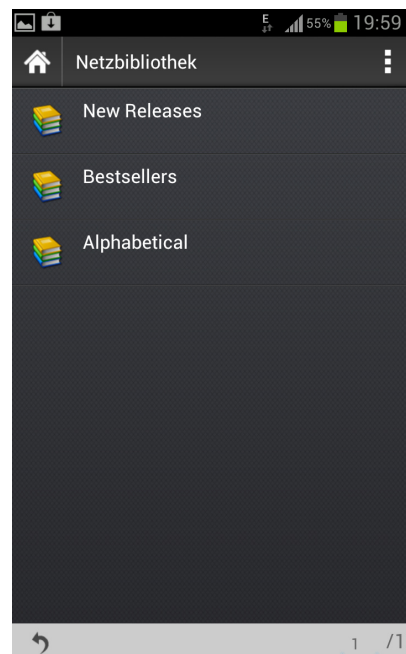 E 55% 19:59
Netzbibliothek
New Releases
Bestsellers
Alphabetical
1 /1